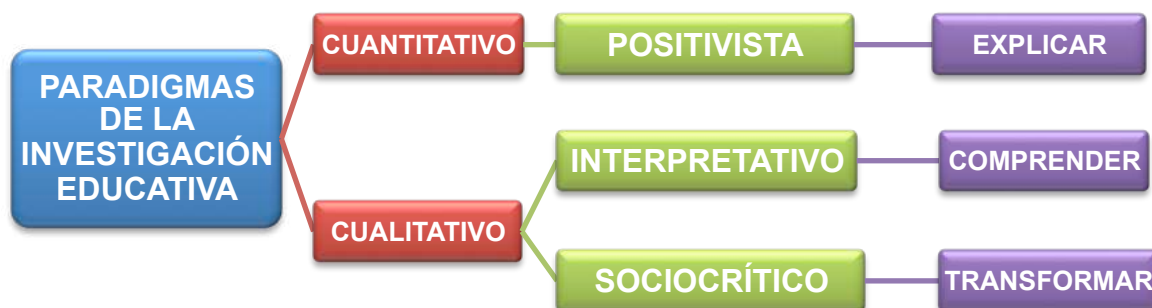 PARADIGMAS
DE LA
INVESTIGACIÓN
EDUCATIVA
CUANTITATIVO
POSITIVISTA
EXPLICAR
CUALITATIVO
INTERPRETATIVO
COMPRENDER
SOCIOCRÍTICO
TRANSFORMAR